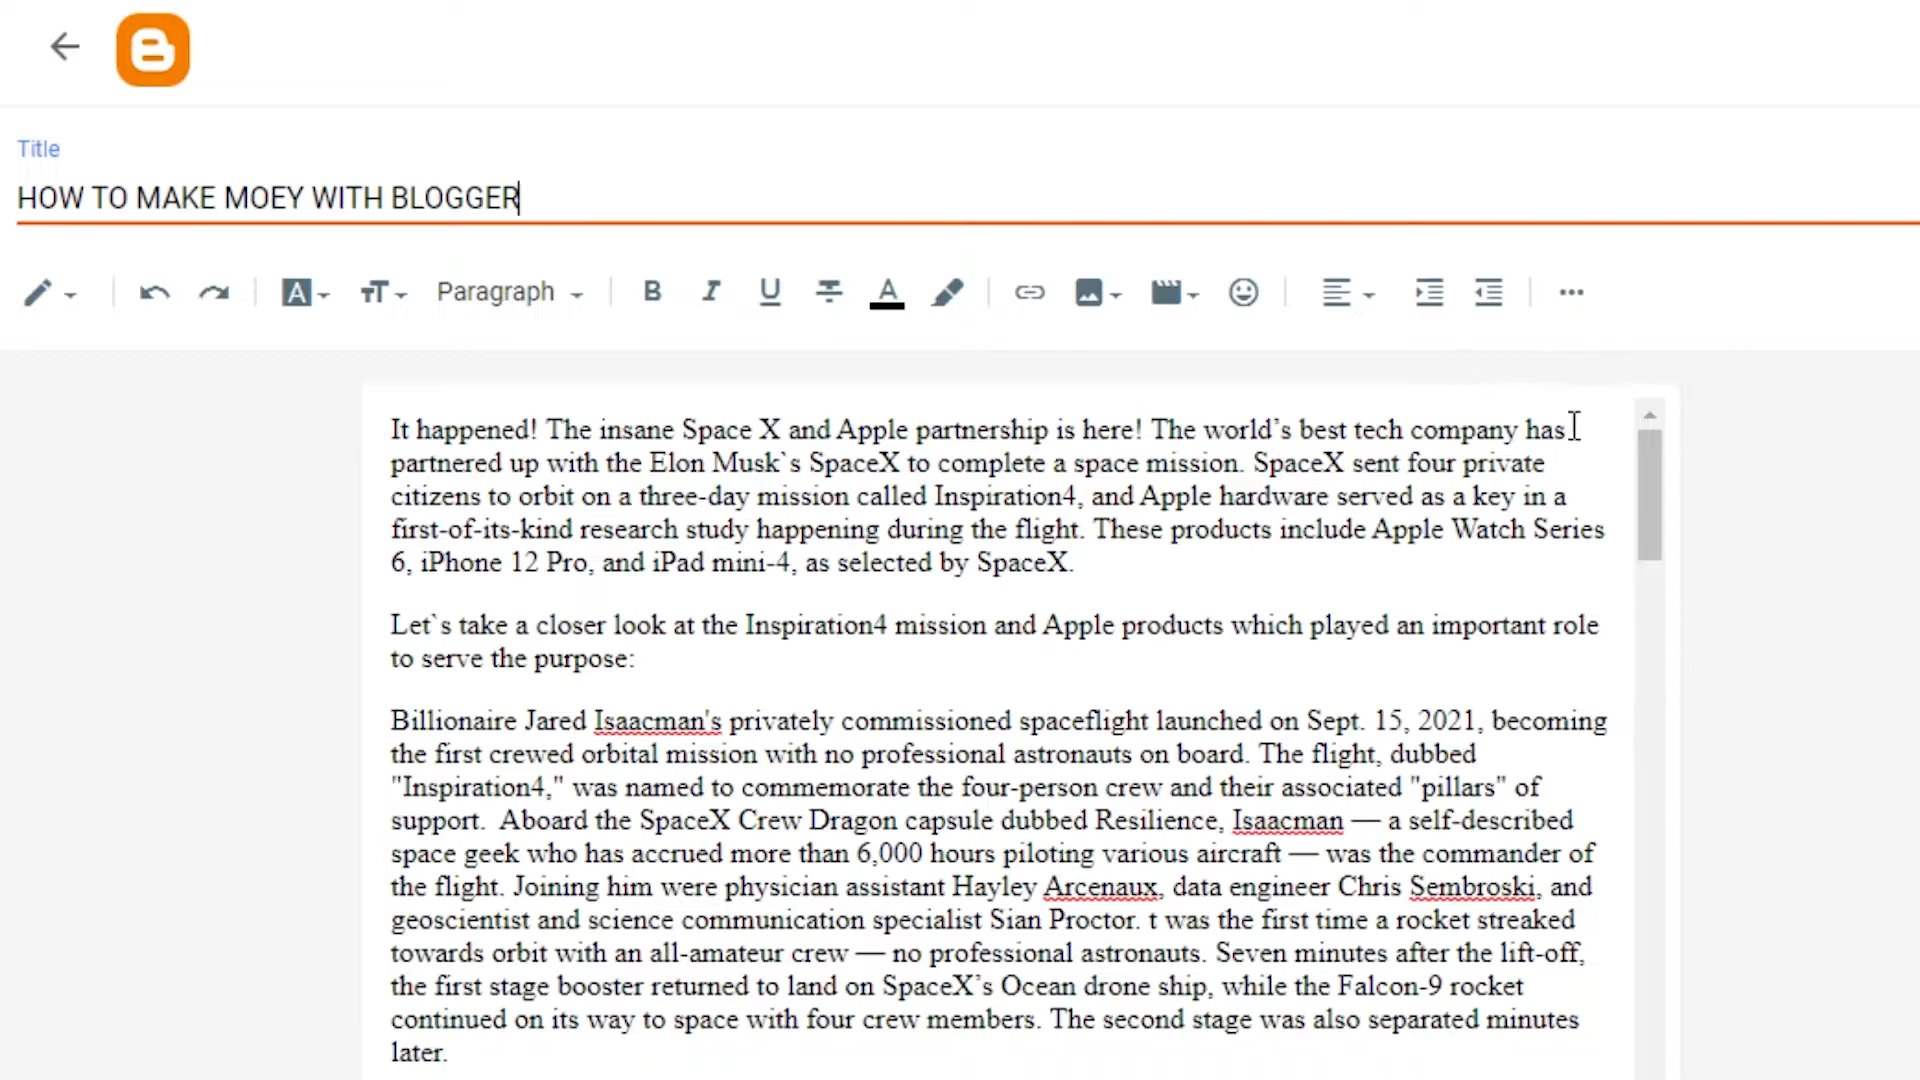 Title
HOW TO MAKE MOEY WITH BLOGGER
Paragraph
It happened! The insane Space X and Apple partnership is here! The world’s best tech company has
partnered up with the Elon Musk`s SpaceX to complete a space mission. SpaceX sent four private
citizens to orbit on a three-day mission called Inspiration4, and Apple hardware served as a key in a
first-of-its-kind research study happening during the flight. These products include Apple Watch Series
6, iPhone 12 Pro, and iPad mini-4, as selected by SpaceX.
Let`s take a closer look at the Inspiration4 mission and Apple products which played an important role
to serve the purpose:
Billionaire Jared Isaacman's privately commissioned spaceflight launched on Sept. 15, 2021, becoming
the first crewed orbital mission with no professional astronauts on board. The flight, dubbed
"Inspiration4," was named to commemorate the four-person crew and their associated "pillars" of
support.  Aboard the SpaceX Crew Dragon capsule dubbed Resilience, Isaacman — a self-described
space geek who has accrued more than 6,000 hours piloting various aircraft — was the commander of
the flight. Joining him were physician assistant Hayley Arcenaux, data engineer Chris Sembroski, and
geoscientist and science communication specialist Sian Proctor. t was the first time a rocket streaked
towards orbit with an all-amateur crew — no professional astronauts. Seven minutes after the lift-off,
the first stage booster returned to land on SpaceX’s Ocean drone ship, while the Falcon-9 rocket
continued on its way to space with four crew members. The second stage was also separated minutes
later.